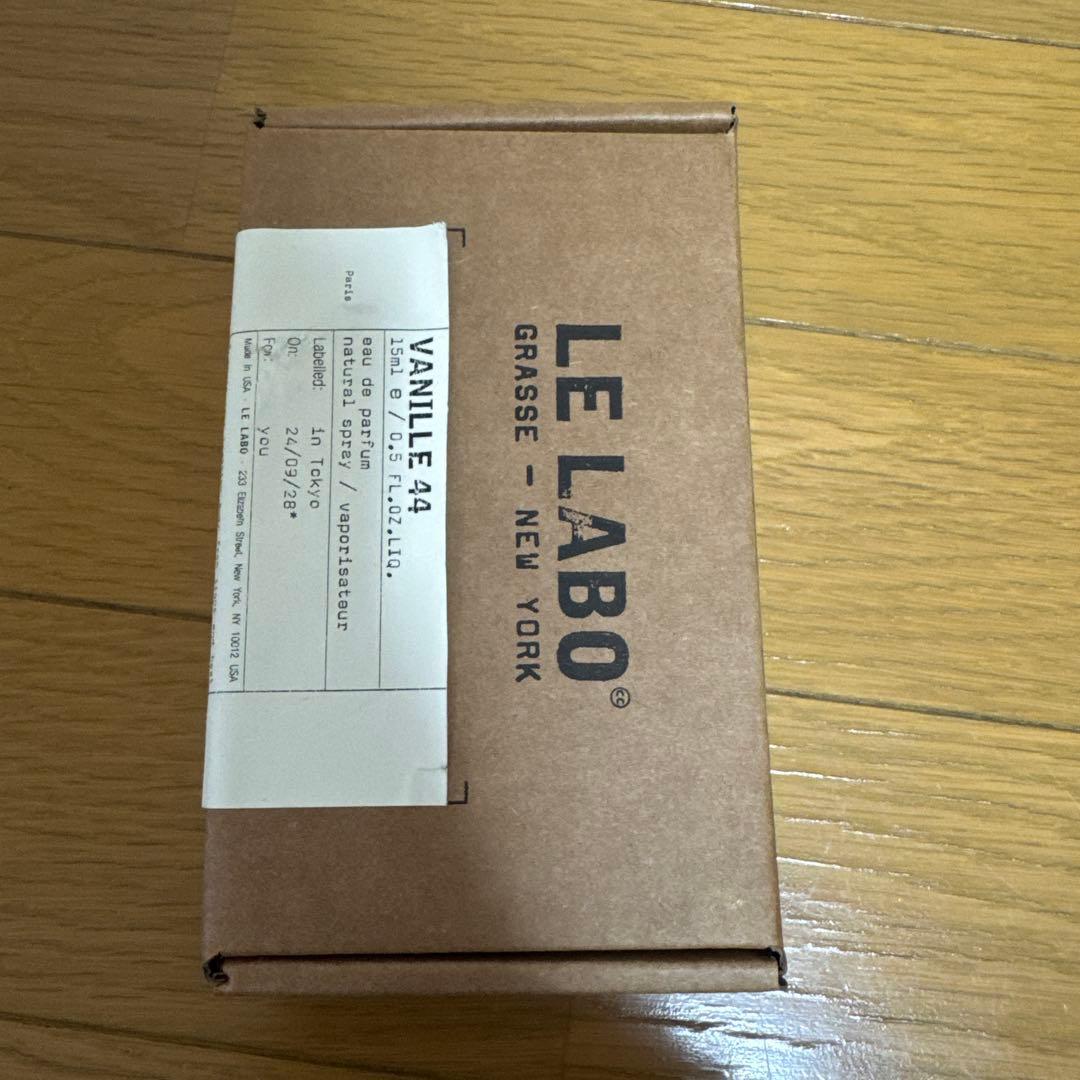 LE LABO
GRASSE — NEW YORK
Paris
VANILLE 44
15ml e / 0.5 FL.OZ.LIQ.
eau de parfum
natural spray / vaporisateur
Labelled: in Tokyo
On: 24/09/28*
For: you
Made in USA - LE LABO - 233 Elizabeth Street, New York, NY 10012 USA